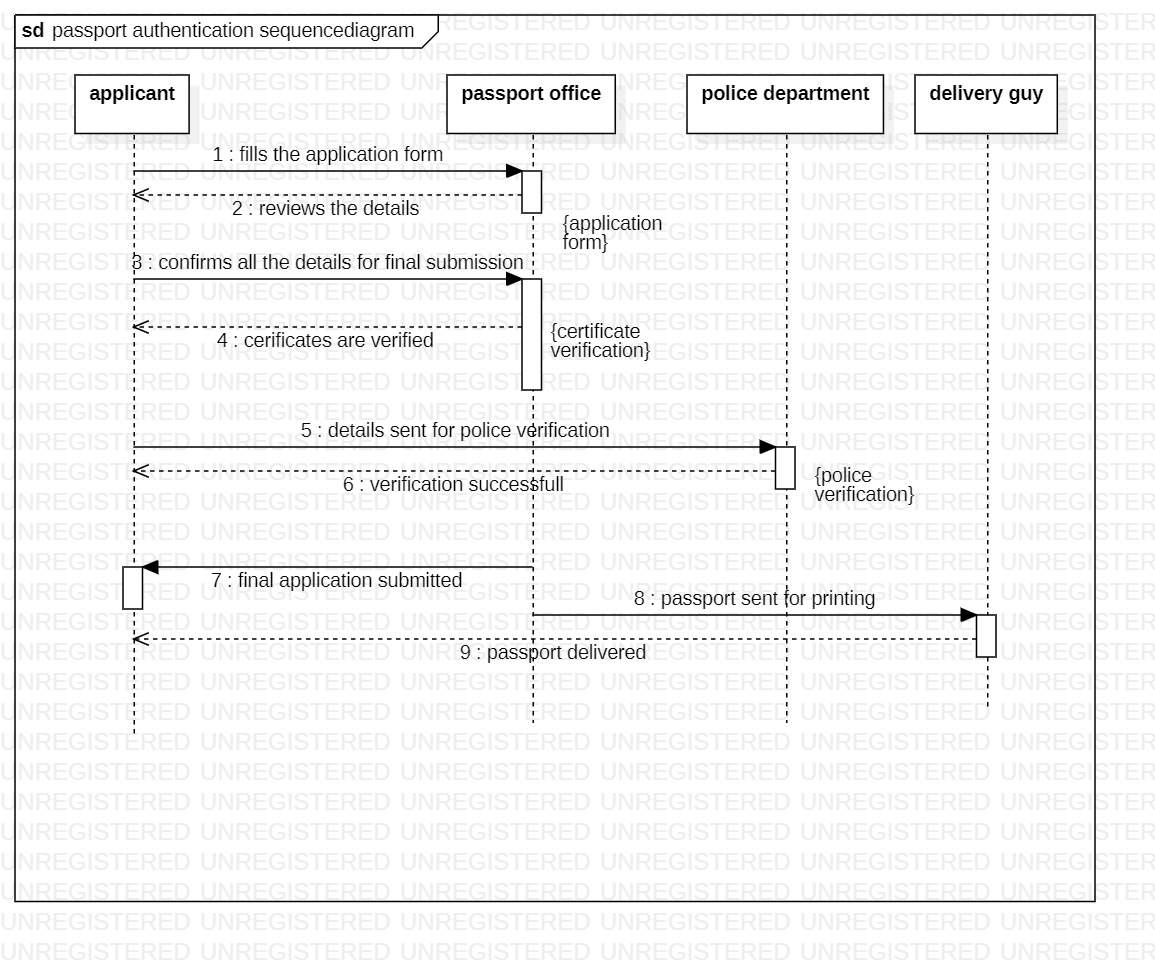 sd passport authentication sequencediagram
applicant
passport office
police department
delivery guy
1 : fills the application form
2 : reviews the details
{application
form}
3 : confirms all the details for final submission
4 : cerificates are verified
{certificate
verification}
5 : details sent for police verification
6 : verification successfull
{police
verification}
7 : final application submitted
8 : passport sent for printing
9 : passport delivered
UNREGISTERED